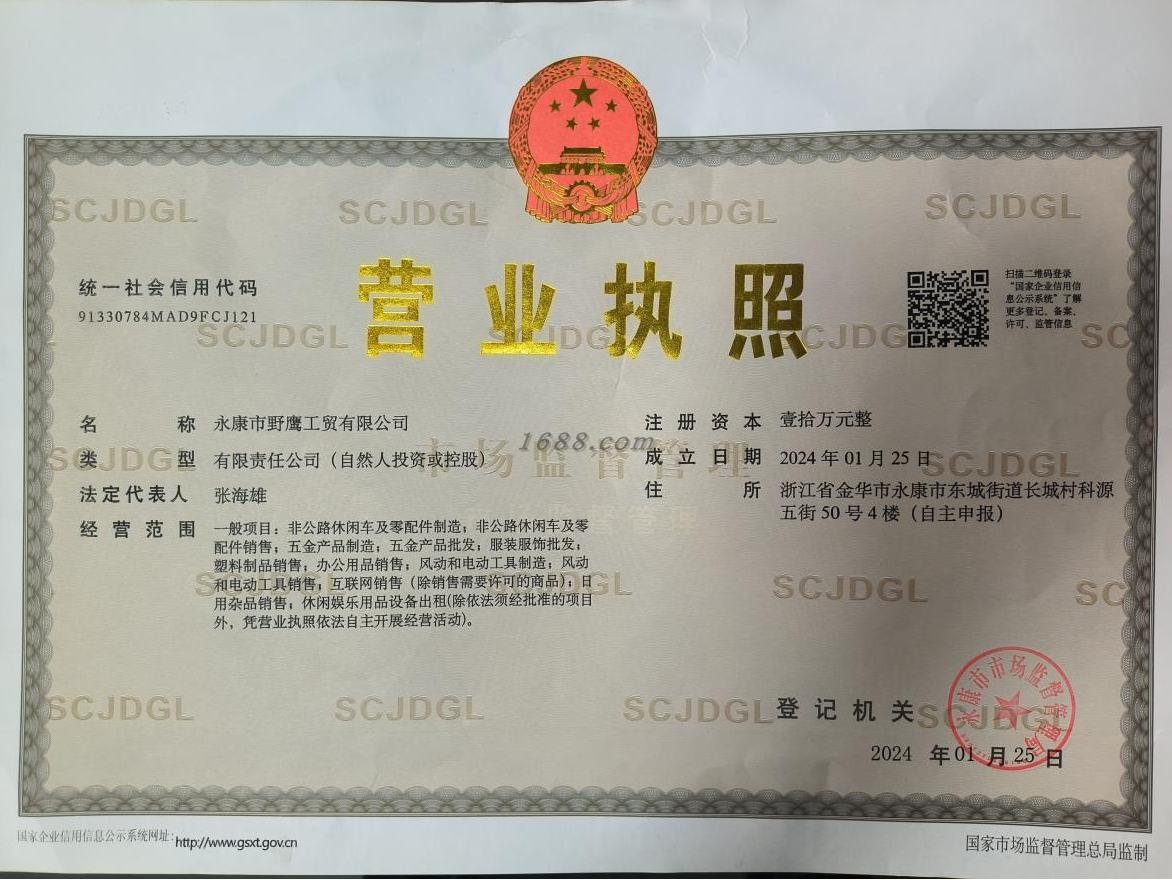 营业执照
统一社会信用代码
91330784MAD9FCJ121
扫描二维码登录
“国家企业信用信
息公示系统”了解
更多登记、备案、
许可、监管信息
名称 永康市野鹰工贸有限公司
类型 有限责任公司（自然人投资或控股）
法定代表人 张海雄
经营范围 一般项目：非公路休闲车及零配件制造；非公路休闲车及零
配件销售；五金产品制造；五金产品批发；服装服饰批发；
塑料制品销售；办公用品销售；风动和电动工具制造；风动
和电动工具销售；互联网销售（除销售需要许可的商品）；日
用杂品销售；休闲娱乐用品设备出租(除依法须经批准的项目
外，凭营业执照依法自主开展经营活动)。
注册资本 壹拾万元整
成立日期 2024年01月25日
住所 浙江省金华市永康市东城街道长城村科源
五街50号4楼（自主申报）
1688.com
市场监督管理
SCJDGL
登记机关
永康市市场监督管理局
2024 年 01 月 25 日
国家企业信用信息公示系统网址：http://www.gsxt.gov.cn
国家市场监督管理总局监制